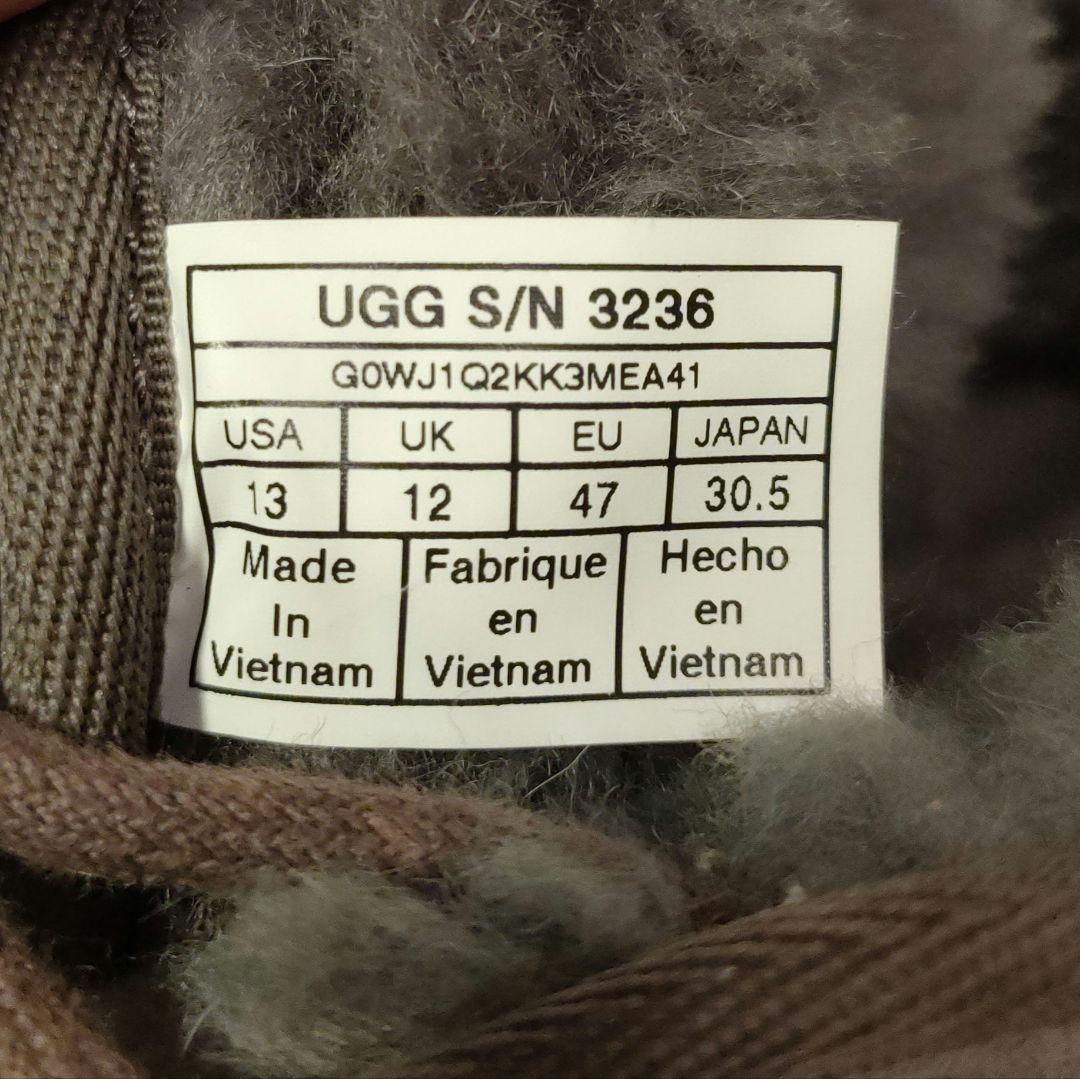 UGG S/N 3236
G0WJ1Q2KK3MEA41
USA UK EU JAPAN
13 12 47 30.5
Made Fabrique Hecho
In en en
Vietnam Vietnam Vietnam